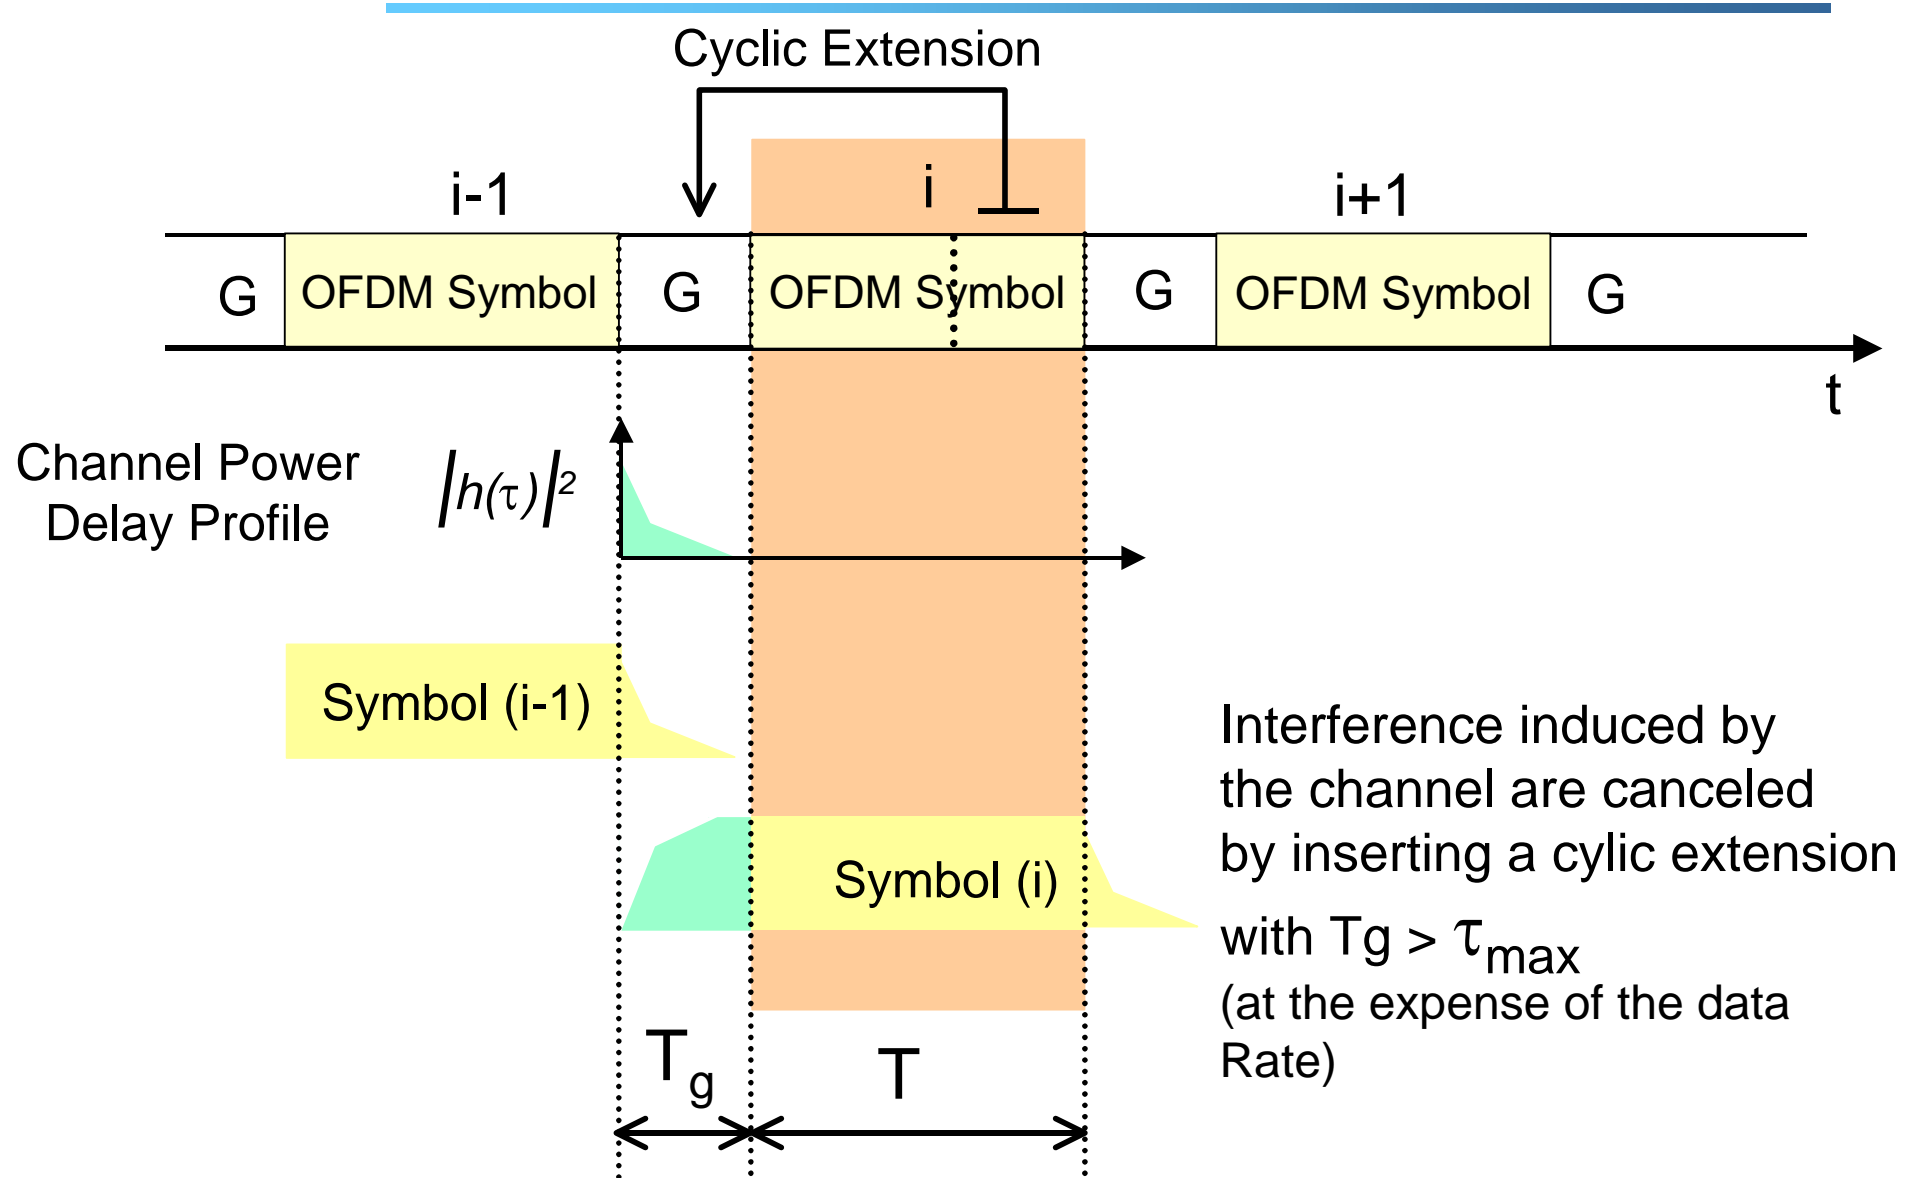 Cyclic Extension
i-1
i
i+1
G
OFDM Symbol
G
OFDM Symbol
G
OFDM Symbol
G
t
Channel Power
Delay Profile
|h(τ)|²
Symbol (i-1)
Symbol (i)
Interference induced by
the channel are canceled
by inserting a cylic extension
with Tg > τmax
(at the expense of the data
Rate)
Tg
T